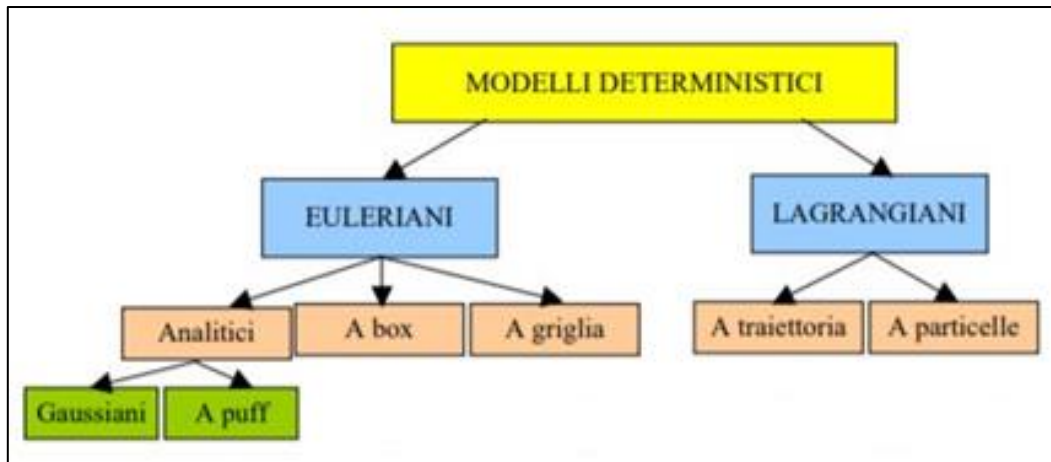 MODELLI DETERMINISTICI
EULERIANI
LAGRANGIANI
Analitici
A box
A griglia
A traiettoria
A particelle
Gaussiani
A puff